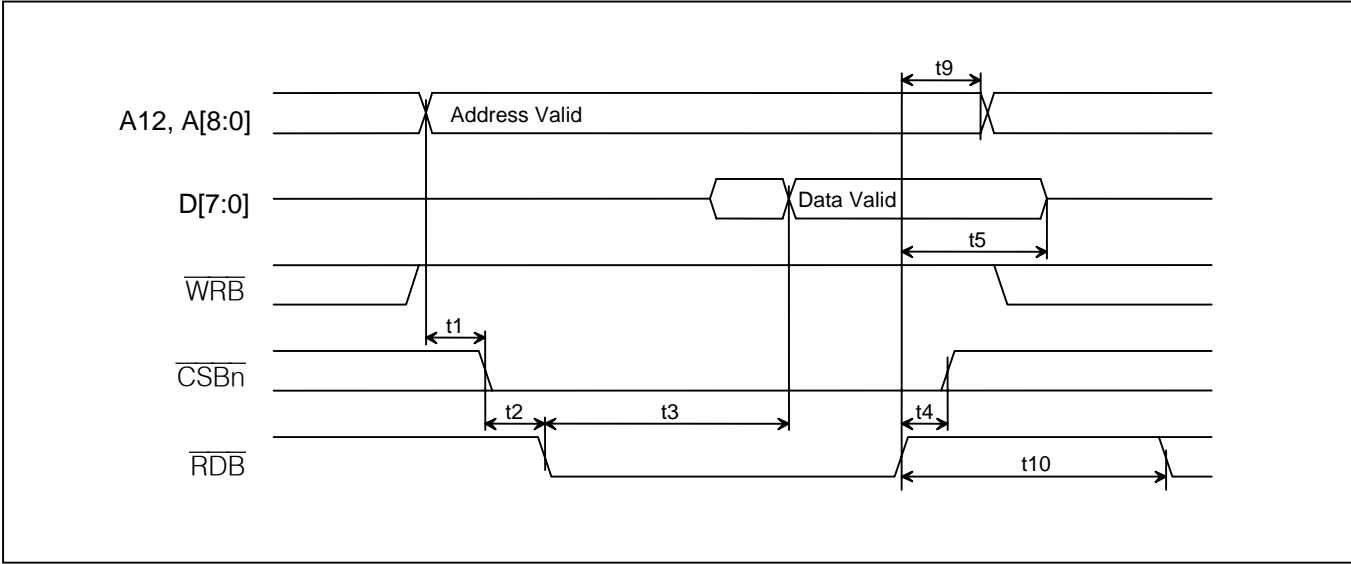 t9
A12, A[8:0]
Address Valid
D[7:0]
Data Valid
t5
WRB
t1
CSBn
t2
t3
t4
RDB
t10